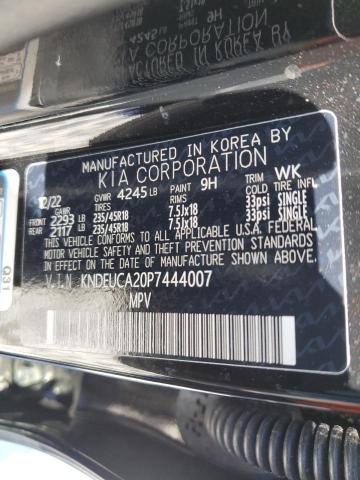 MANUFACTURED IN KOREA BY
KIA CORPORATION
12/22 GVWR 4245 LB PAINT 9H TRIM WK
GAWR TIRES RIMS COLD TIRE INFLATION
FRONT 2293 LB 235/45R18 7.5Jx18 33psi SINGLE
REAR 2117 LB 235/45R18 7.5Jx18 33psi SINGLE
THIS VEHICLE CONFORMS TO ALL APPLICABLE U.S.A. FEDERAL
MOTOR VEHICLE SAFETY, BUMPER, AND THEFT PREVENTION
STANDARDS IN EFFECT ON THE DATE OF MANUFACTURE SHOWN ABOVE.
V.I.N KNDEUCA20P7444007
MPV
Q31